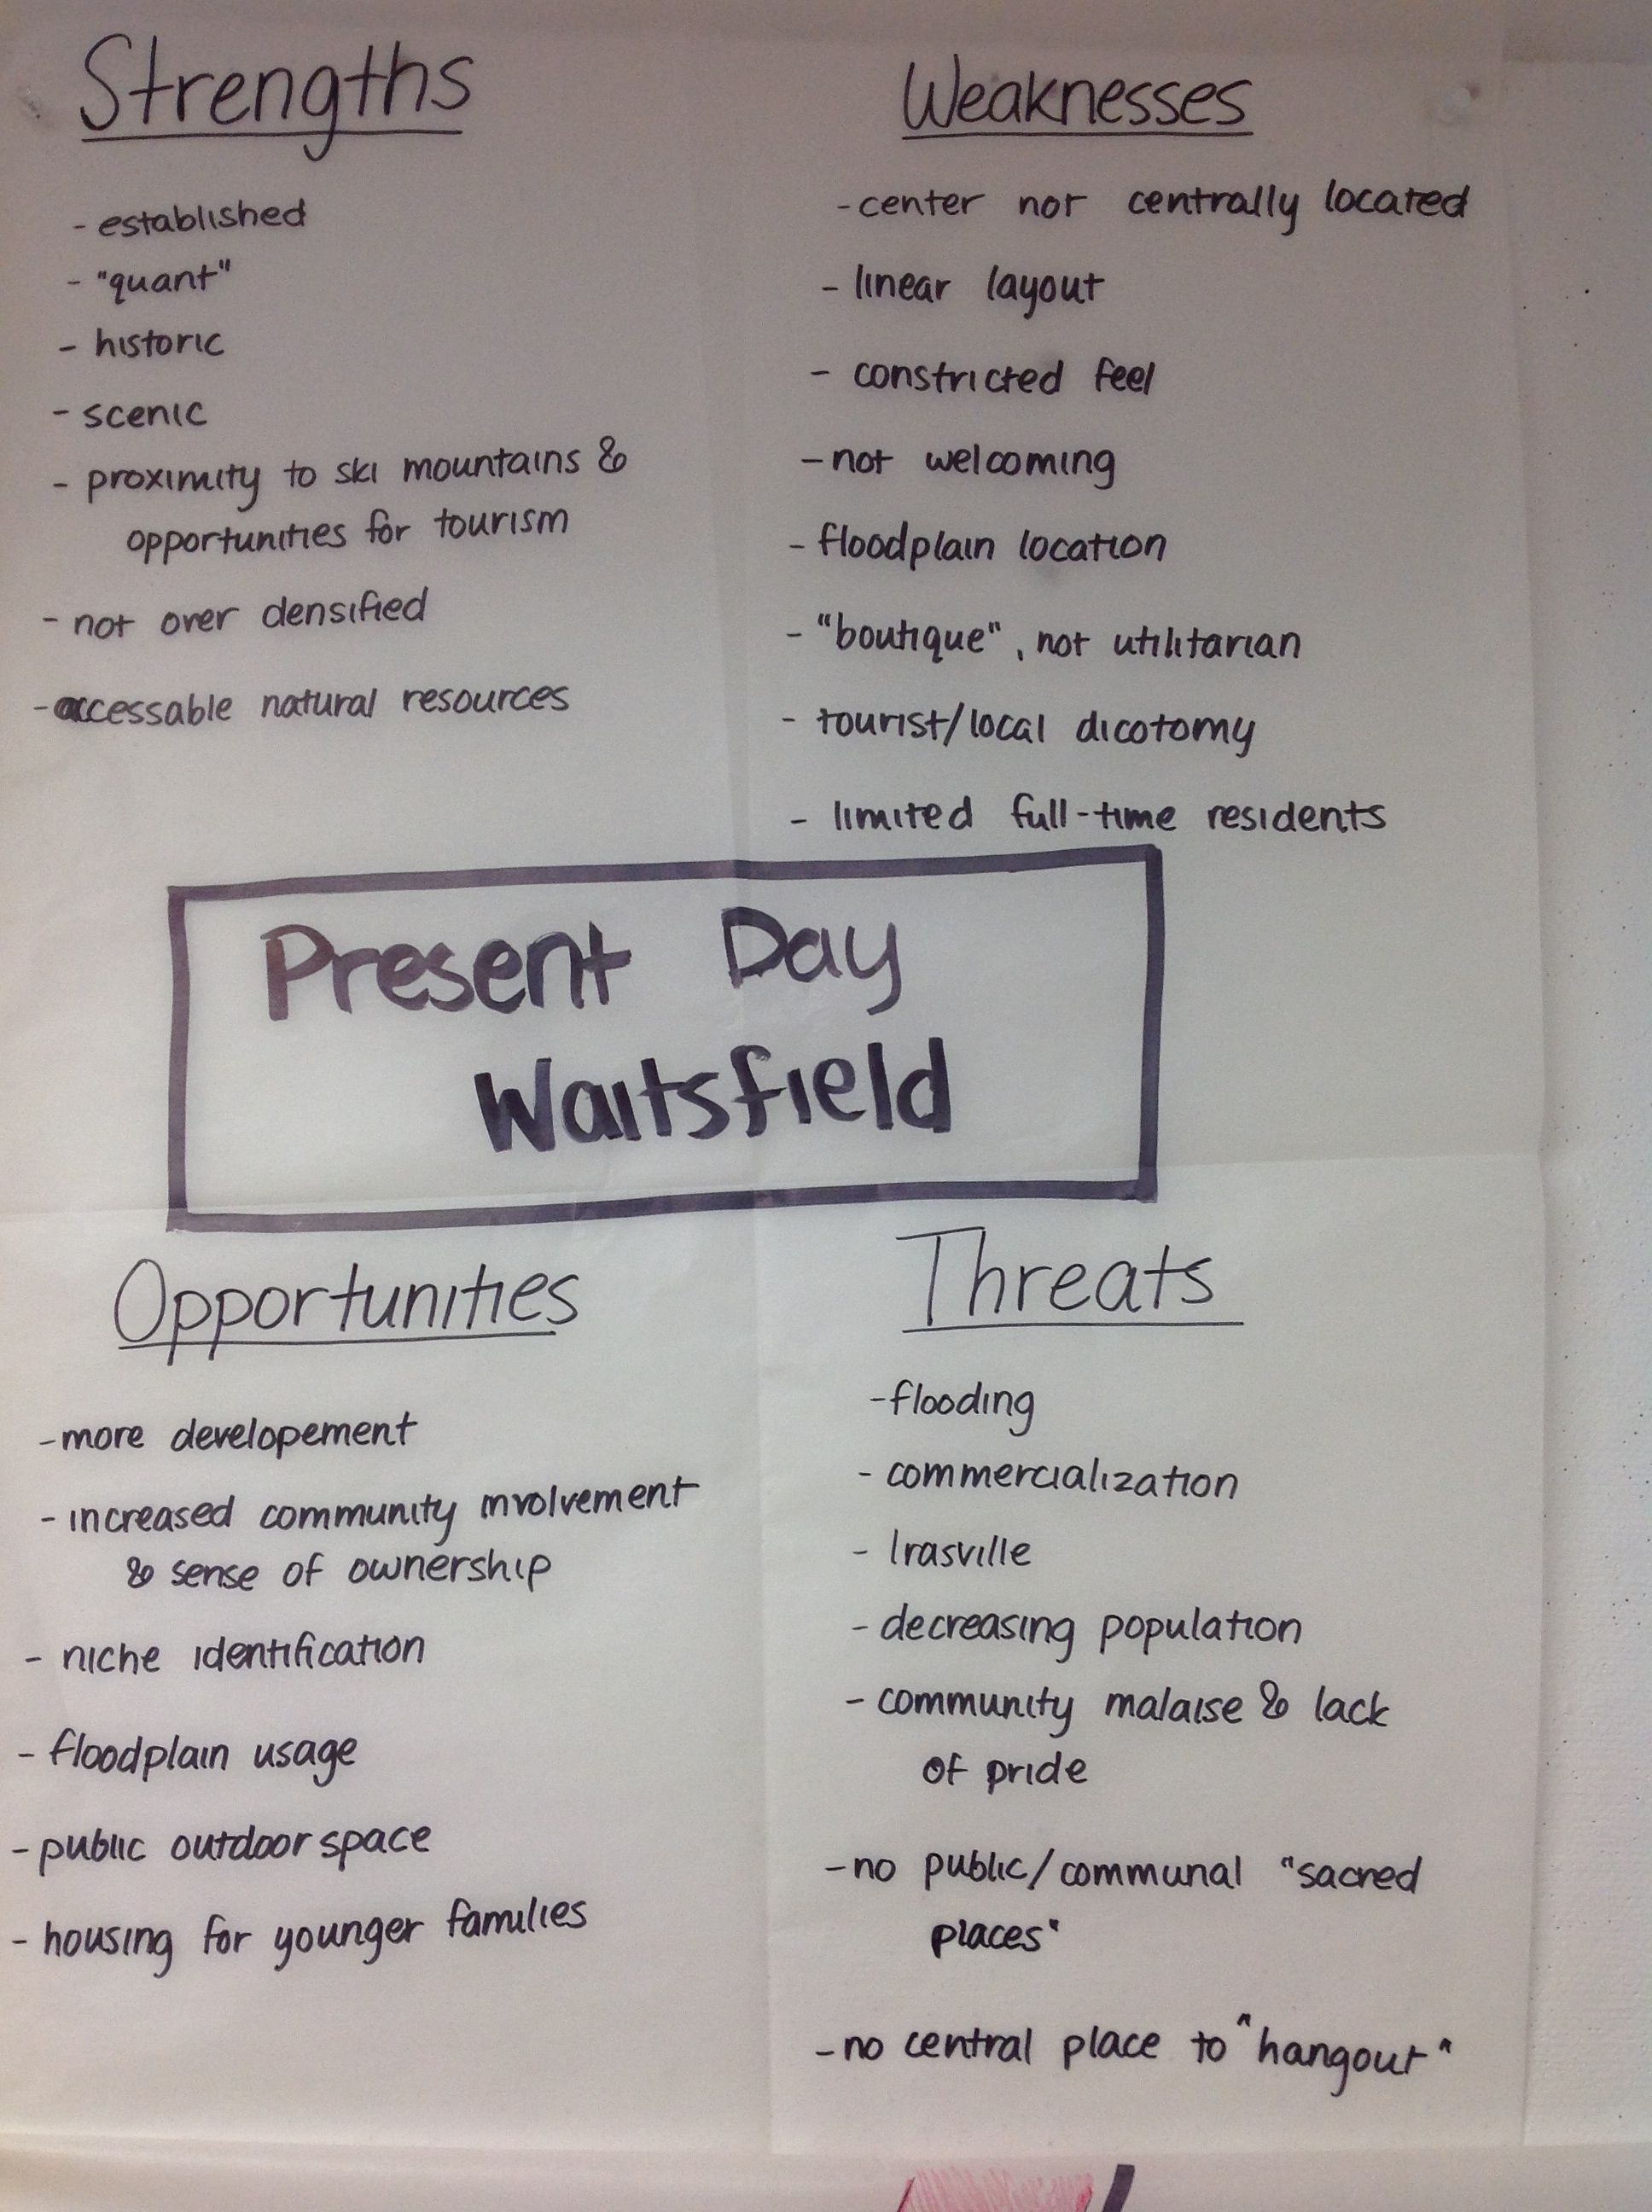 Strengths
- established
- "quant"
- historic
- scenic
- proximity to ski mountains &
opportunities for tourism
- not over densified
- accessable natural resources
Weaknesses
- center not centrally located
- linear layout
- constricted feel
- not welcoming
- floodplain location
- "boutique", not utilitarian
- tourist/local dicotomy
- limited full-time residents
Present Day
Waitsfield
Opportunities
- more developement
- increased community involvement
& sense of ownership
- niche identification
- floodplain usage
- public outdoor space
- housing for younger families
Threats
- flooding
- commercialization
- Irasville
- decreasing population
- community malaise & lack
of pride
- no public/communal "sacred
places"
- no central place to "hangout"